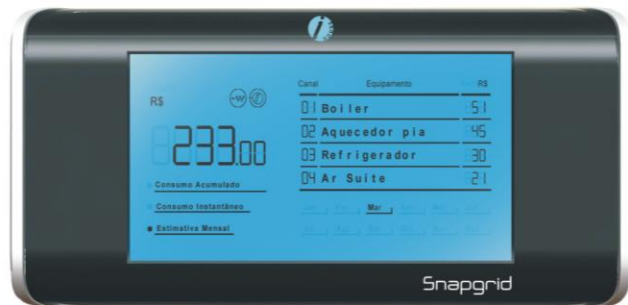 Canal Equipamento R$
R$
233.00
01 Boiler 51
02 Aquecedor pia 45
03 Refrigerador 30
04 Ar Suite 21
Consumo Acumulado
Consumo Instantâneo
Estimativa Mensal
Mar
Snapgrid